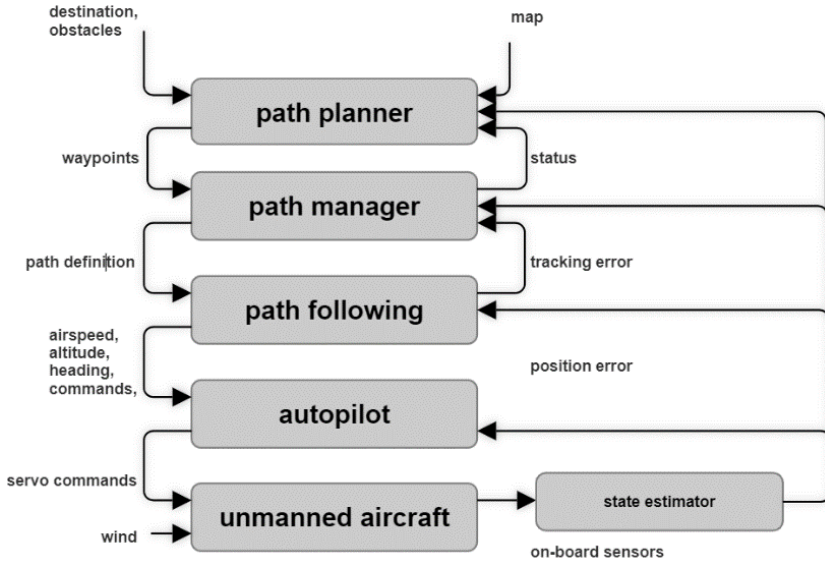 destination,
obstacles
map
path planner
waypoints
status
path manager
path definition
tracking error
path following
airspeed,
altitude,
heading,
commands,
position error
autopilot
servo commands
unmanned aircraft
state estimator
wind
on-board sensors